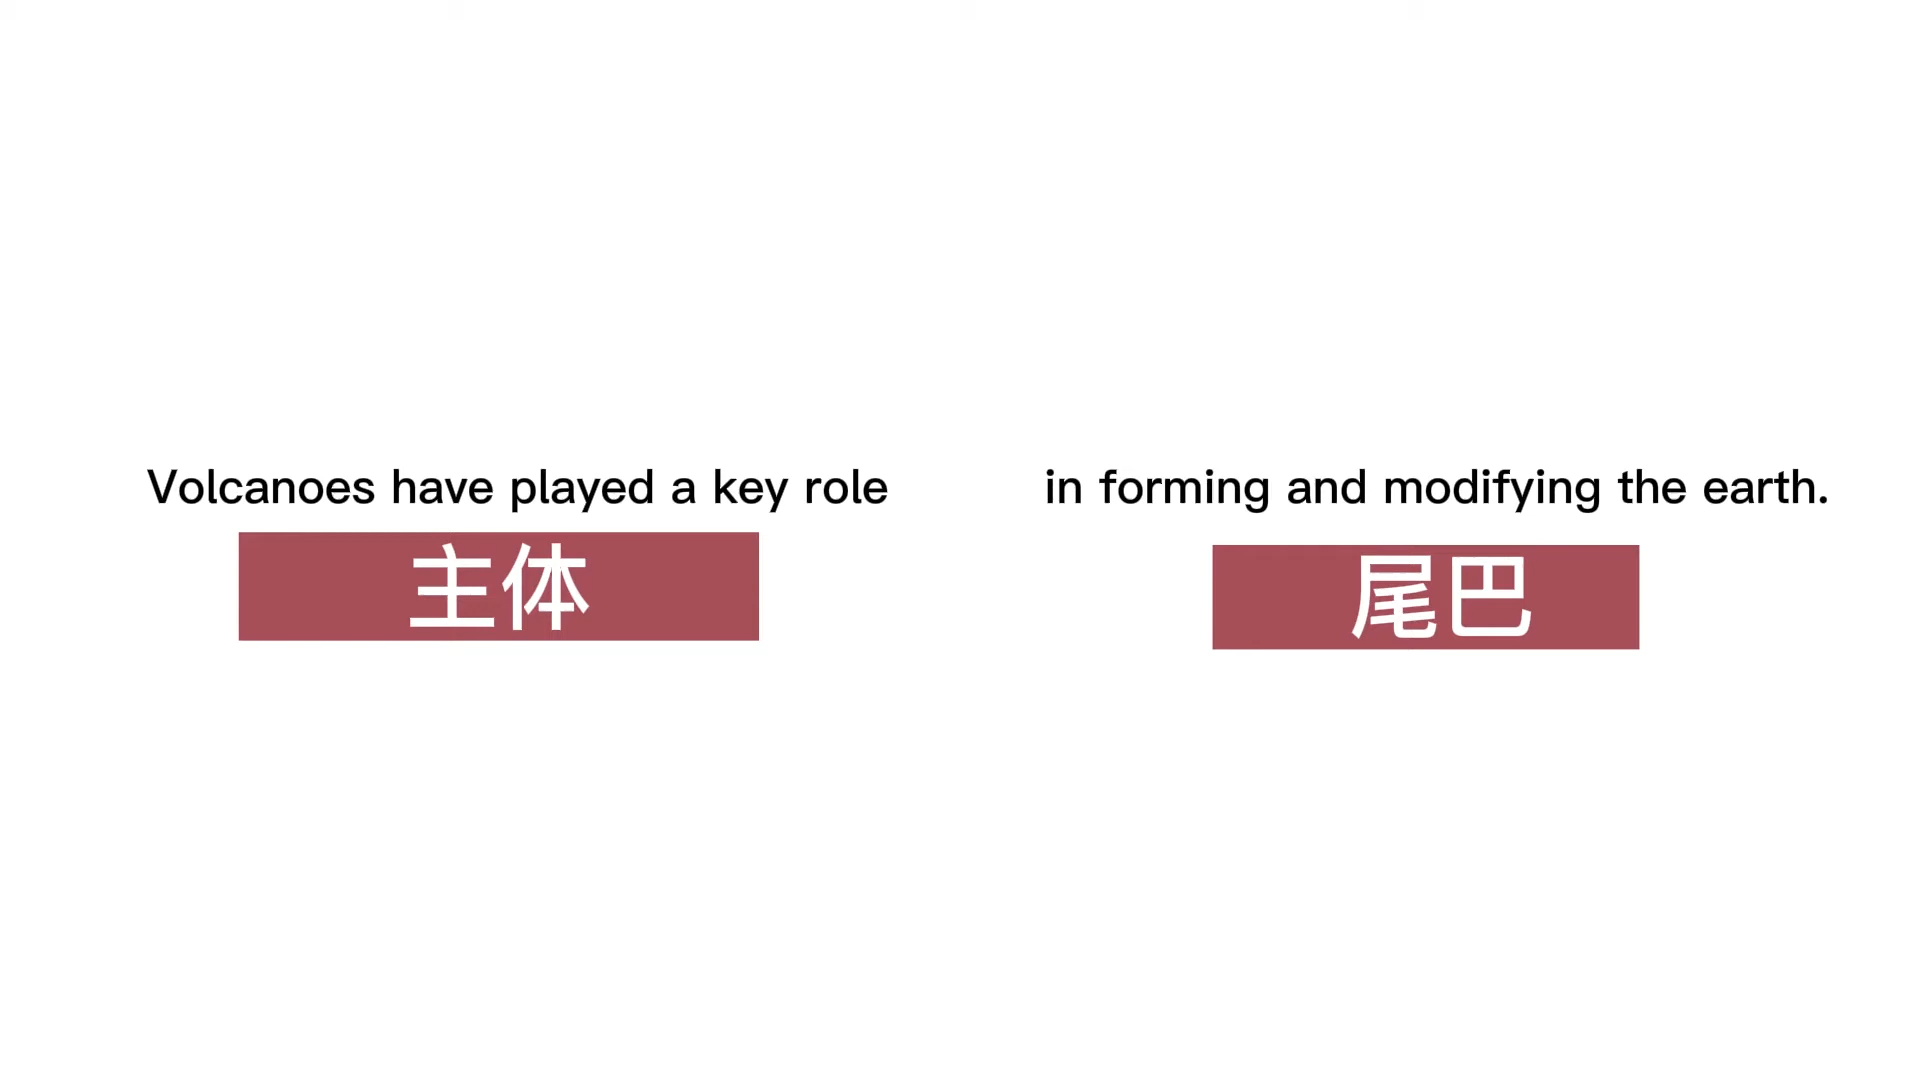 Volcanoes have played a key role
主体
in forming and modifying the earth.
尾巴